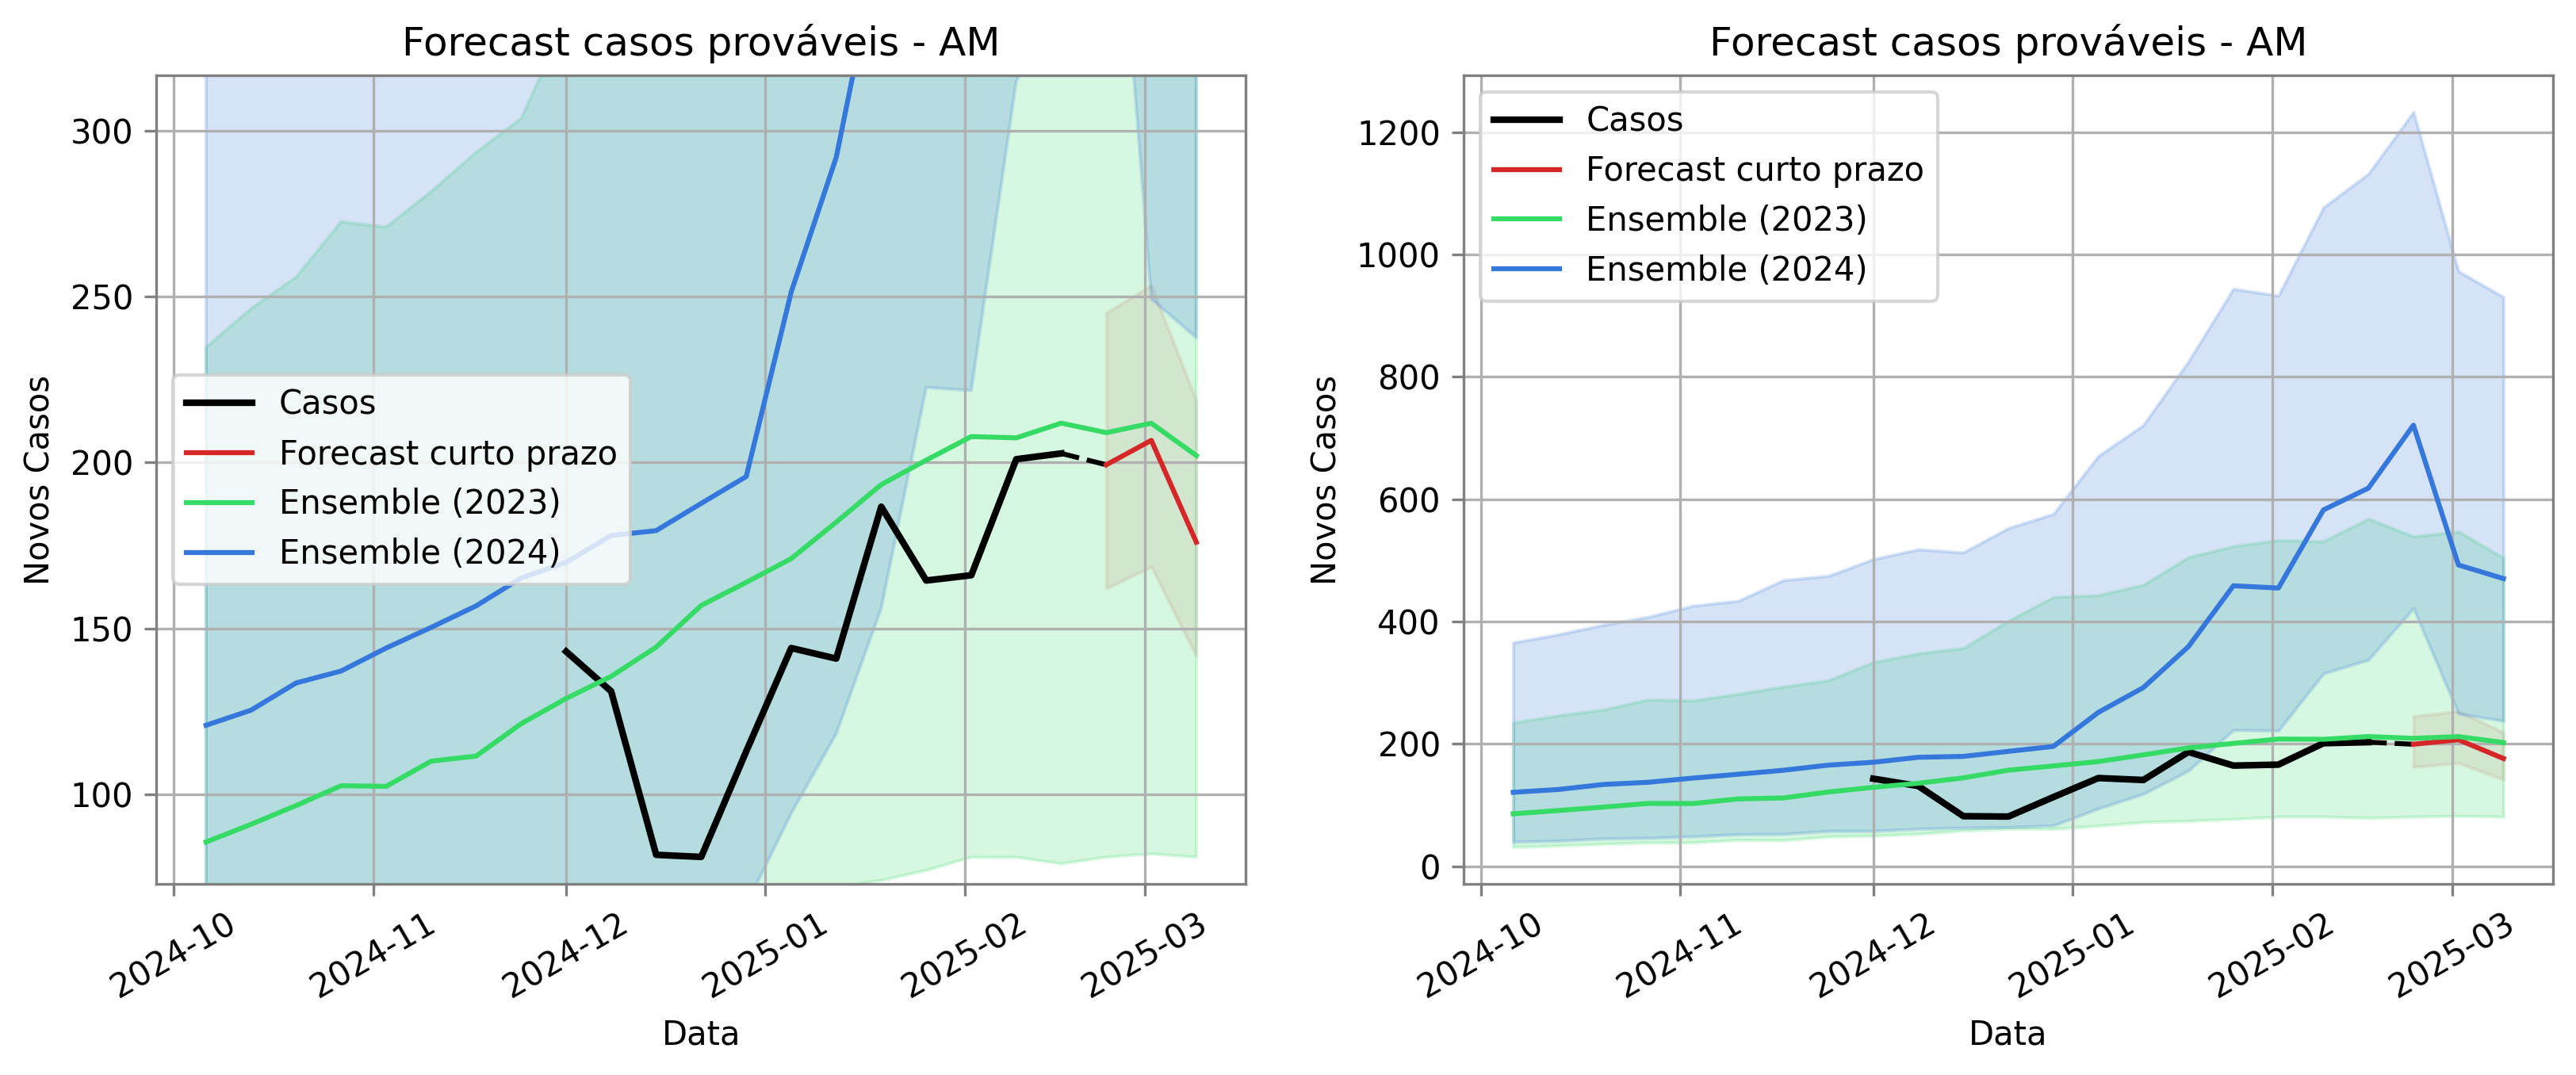 Forecast casos prováveis - AM
300
250
200
150
100
Novos Casos
Casos
Forecast curto prazo
Ensemble (2023)
Ensemble (2024)
2024-10
2024-11
2024-12
2025-01
2025-02
2025-03
Data
Forecast casos prováveis - AM
1200
1000
800
600
400
200
0
Novos Casos
Casos
Forecast curto prazo
Ensemble (2023)
Ensemble (2024)
2024-10
2024-11
2024-12
2025-01
2025-02
2025-03
Data